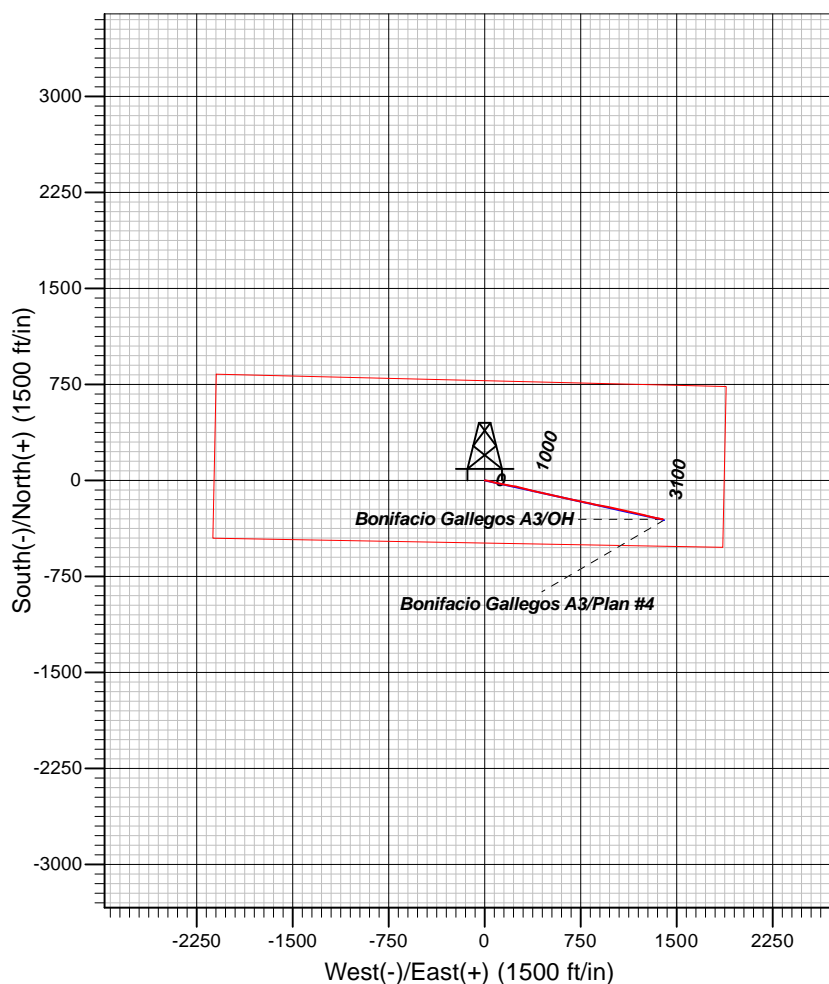 3000
2250
1500
750
0
-750
-1500
-2250
-3000
South(-)/North(+) (1500 ft/in)
0
1000
3100
Bonifacio Gallegos A3/OH
Bonifacio Gallegos A3/Plan #4
-2250 -1500 -750 0 750 1500 2250
West(-)/East(+) (1500 ft/in)